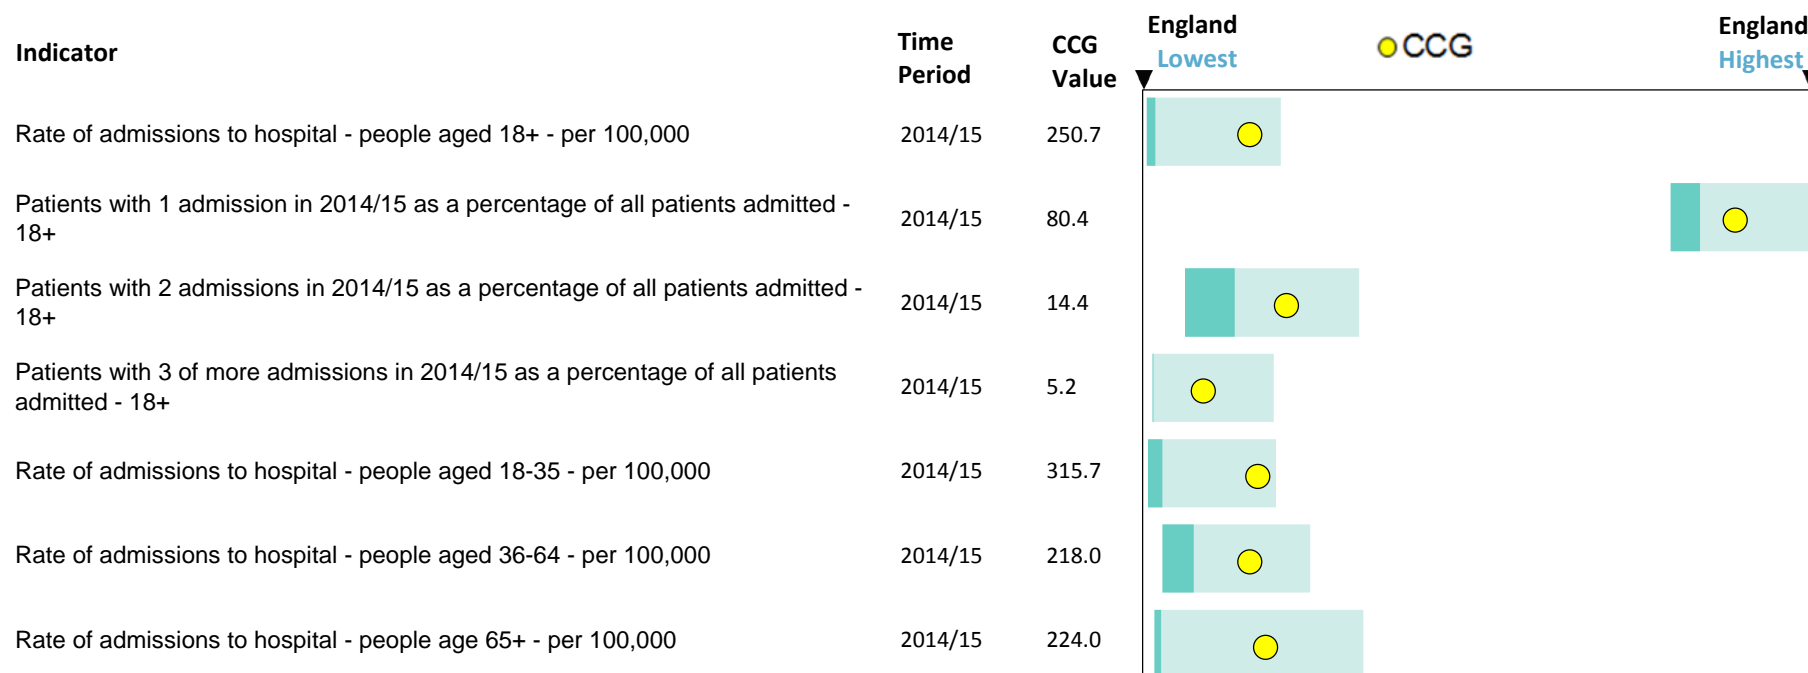 Indicator
Time Period
CCG Value
England Lowest
CCG
England Highest
Rate of admissions to hospital - people aged 18+ - per 100,000 2014/15 250.7
Patients with 1 admission in 2014/15 as a percentage of all patients admitted -
18+ 2014/15 80.4
Patients with 2 admissions in 2014/15 as a percentage of all patients admitted -
18+ 2014/15 14.4
Patients with 3 of more admissions in 2014/15 as a percentage of all patients
admitted - 18+ 2014/15 5.2
Rate of admissions to hospital - people aged 18-35 - per 100,000 2014/15 315.7
Rate of admissions to hospital - people aged 36-64 - per 100,000 2014/15 218.0
Rate of admissions to hospital - people age 65+ - per 100,000 2014/15 224.0